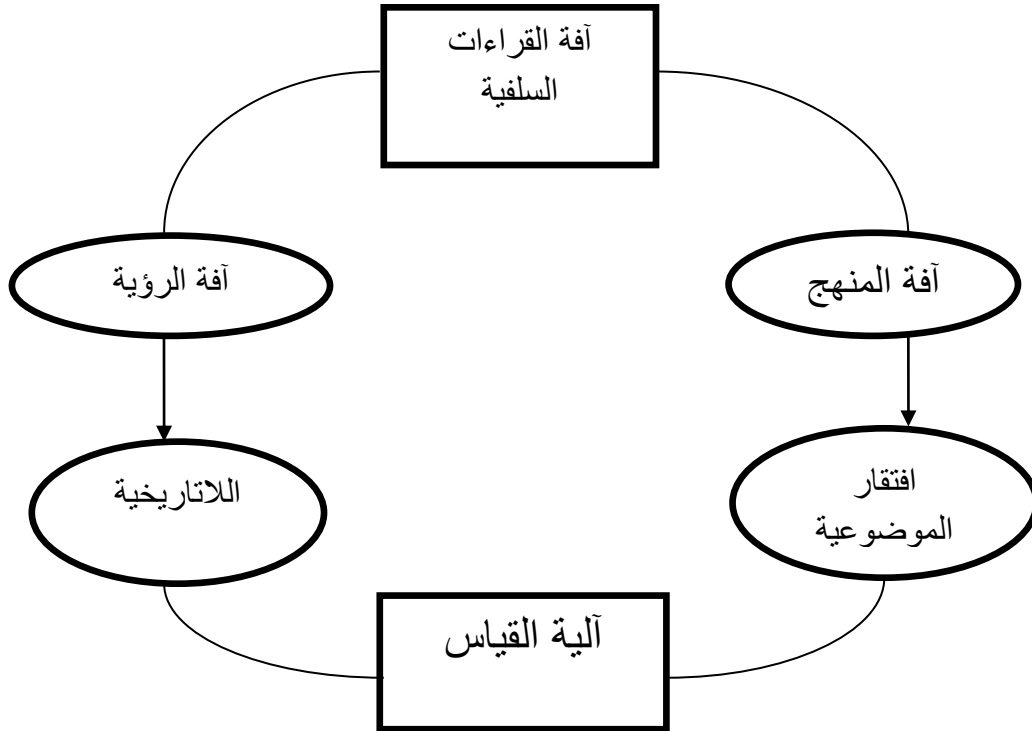 آفة القراءات
السلفية
آفة المنهج
آفة الرؤية
افتقار
الموضوعية
اللاتاريخية
آلية القياس